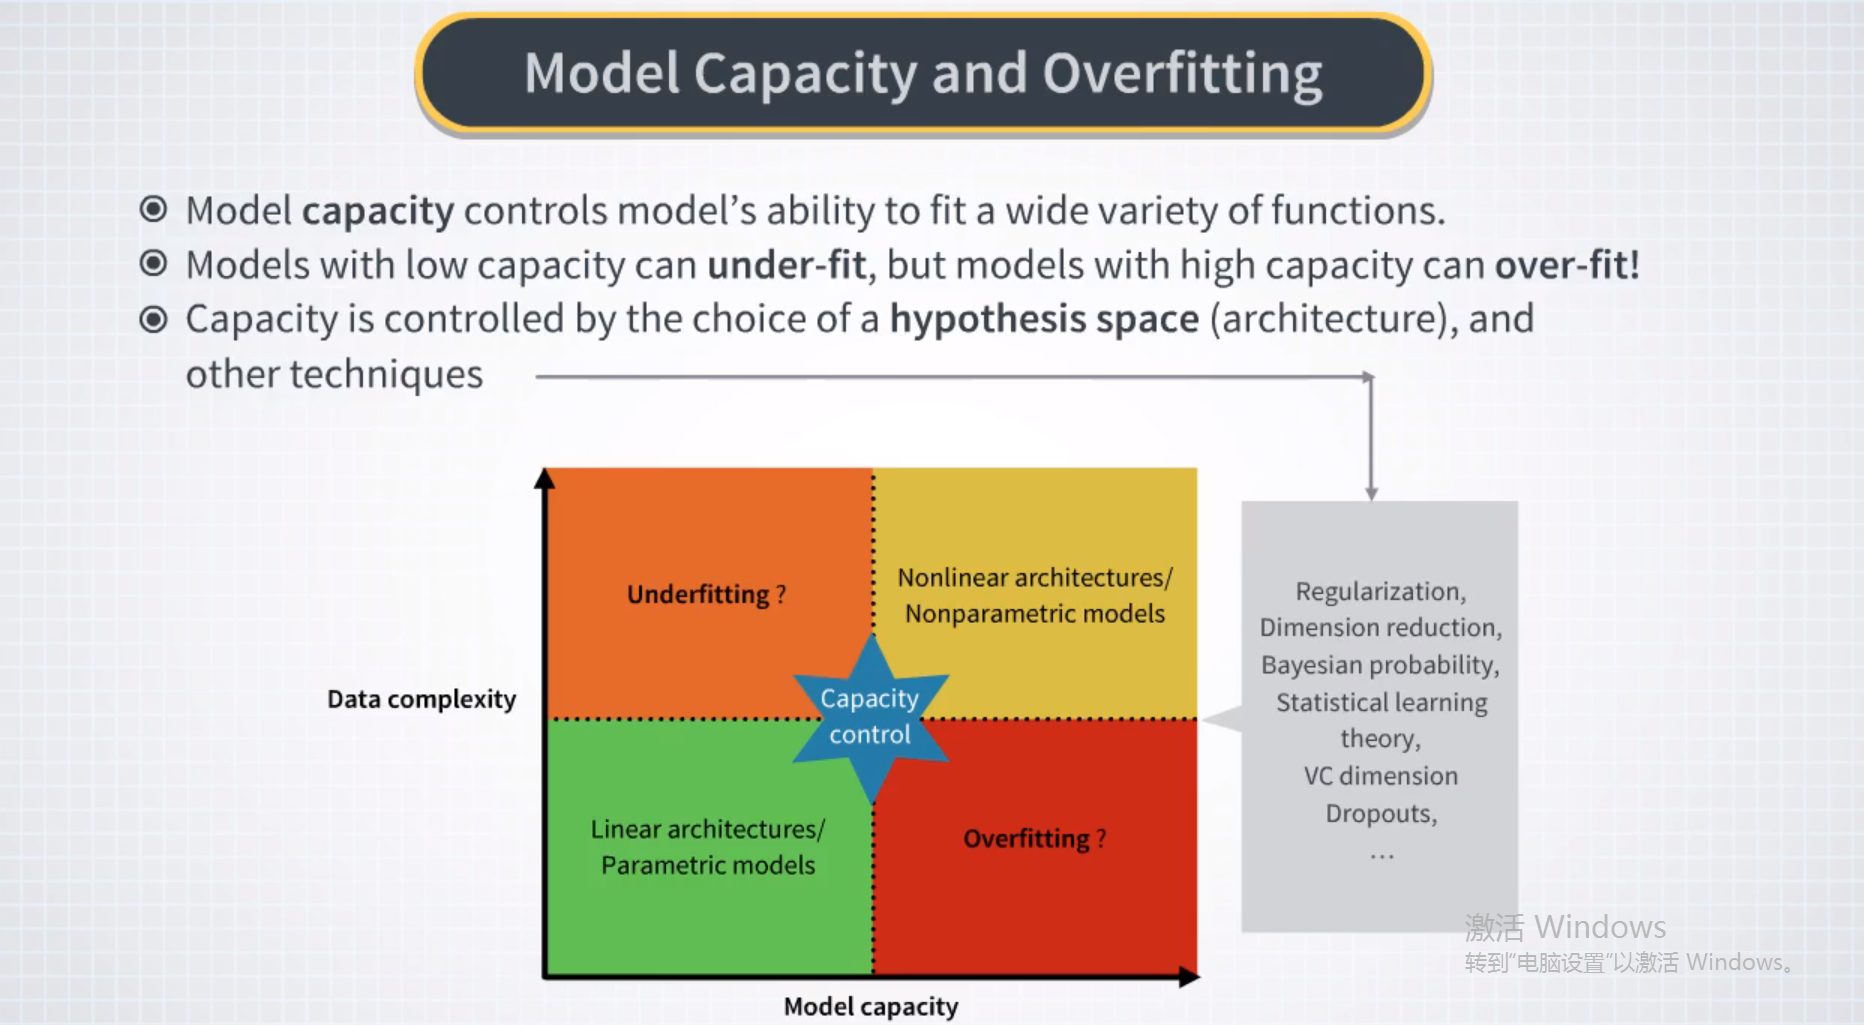 Model Capacity and Overfitting
Model capacity controls model's ability to fit a wide variety of functions.
Models with low capacity can under-fit, but models with high capacity can over-fit!
Capacity is controlled by the choice of a hypothesis space (architecture), and
other techniques
Underfitting ?
Nonlinear architectures/
Nonparametric models
Data complexity
Capacity
control
Linear architectures/
Parametric models
Overfitting ?
Model capacity
Regularization,
Dimension reduction,
Bayesian probability,
Statistical learning
theory,
VC dimension
Dropouts,
...
激活 Windows
转到"电脑设置"以激活 Windows。